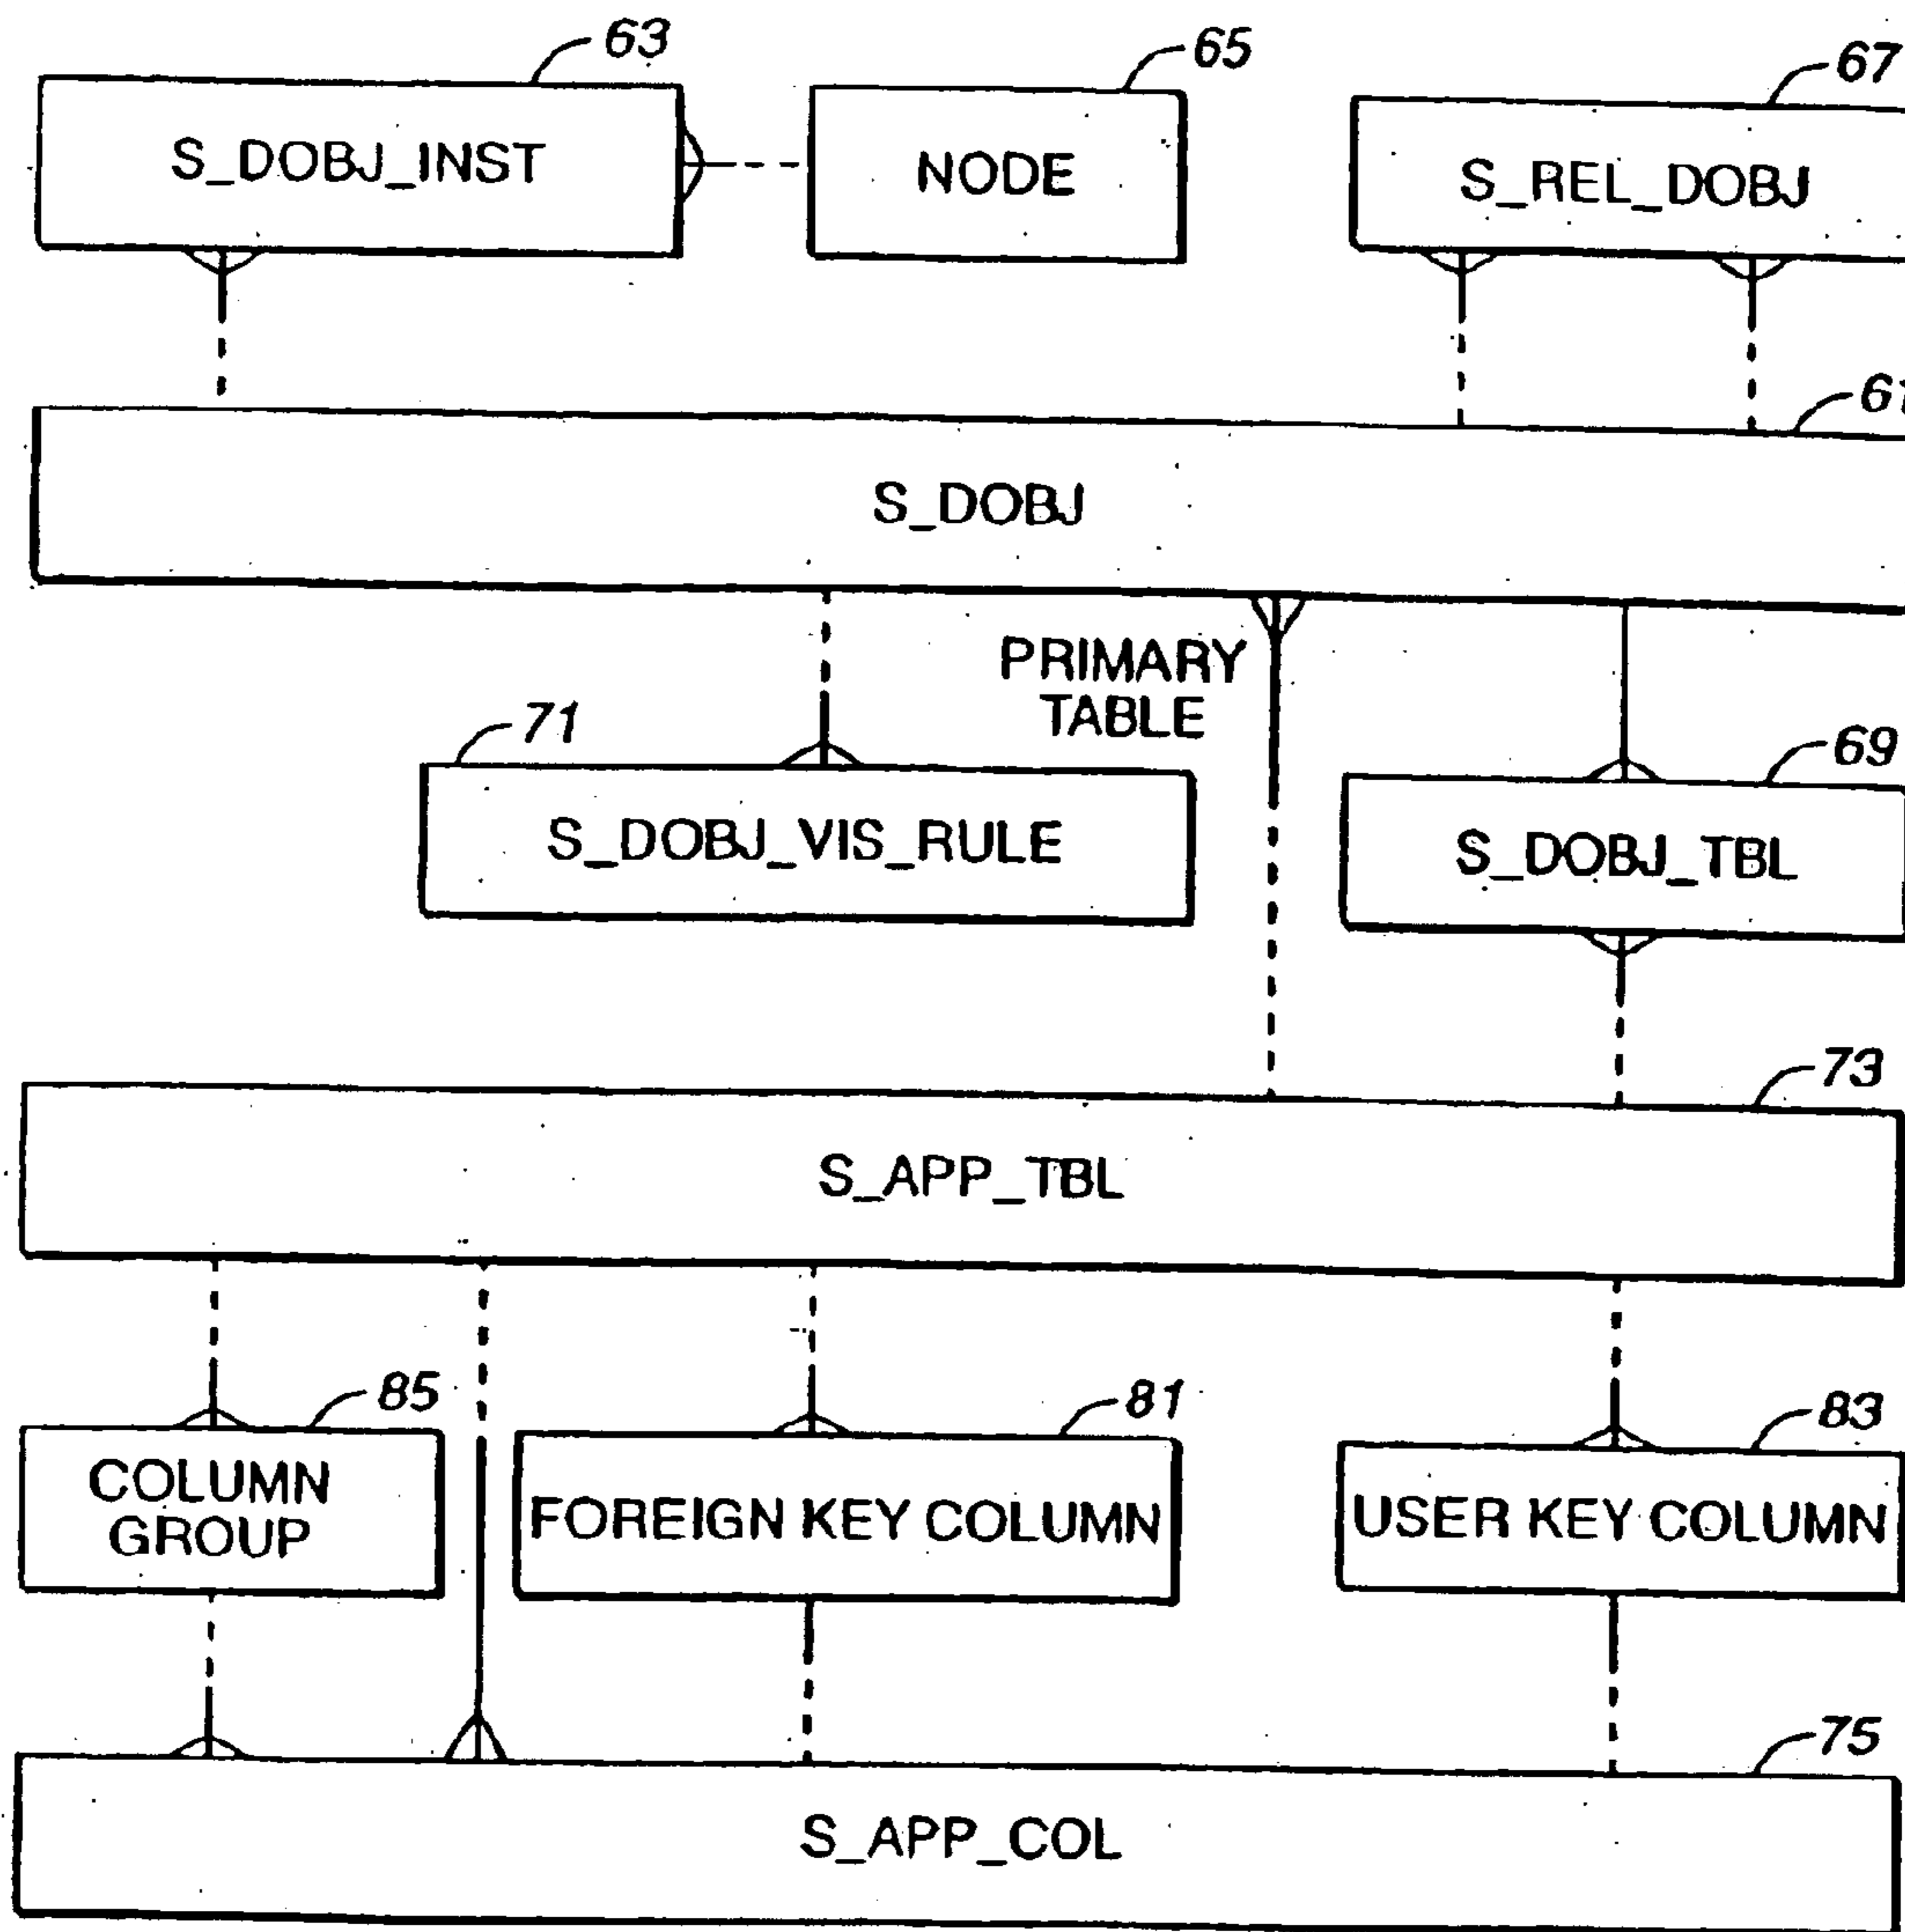 63
65
67
S_DOBJ_INST
NODE
S_REL_DOBJ
61
S_DOBJ
PRIMARY
TABLE
71
69
S_DOBJ_VIS_RULE
S_DOBJ_TBL
73
S_APP_TBL
85
81
83
COLUMN
GROUP
FOREIGN KEY COLUMN
USER KEY COLUMN
75
S_APP_COL